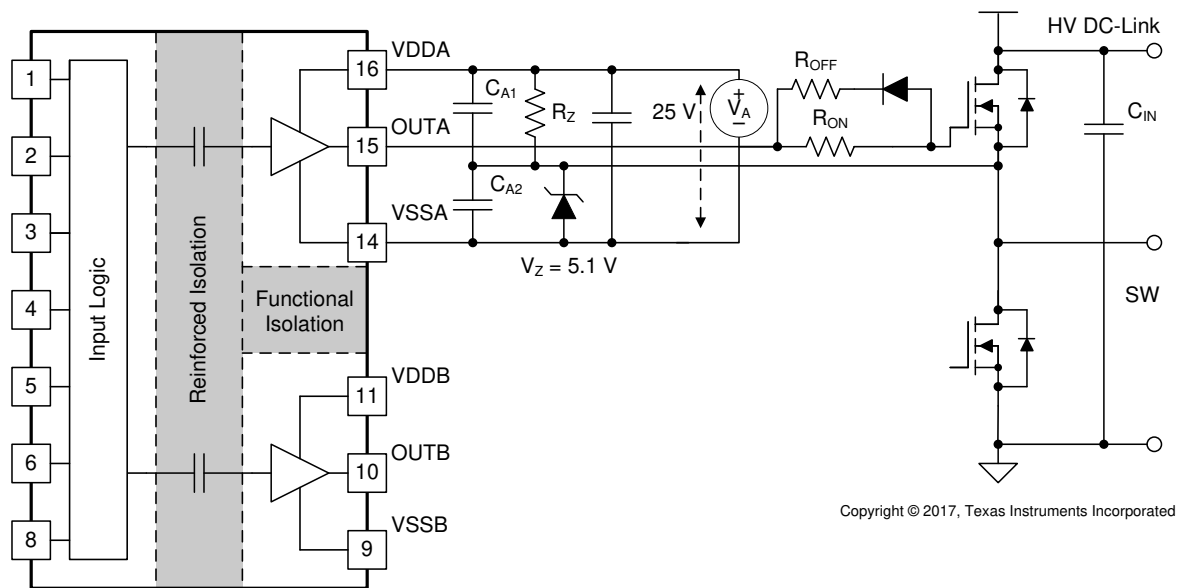 1
2
3
4
5
6
8
Input Logic
Reinforced Isolation
Functional
Isolation
VDDA
16
OUTA
15
VSSA
14
VDDB
11
OUTB
10
VSSB
9
CA1
RZ
CA2
VZ = 5.1 V
25 V
+
VA
–
ROFF
RON
HV DC-Link
CIN
SW
Copyright © 2017, Texas Instruments Incorporated